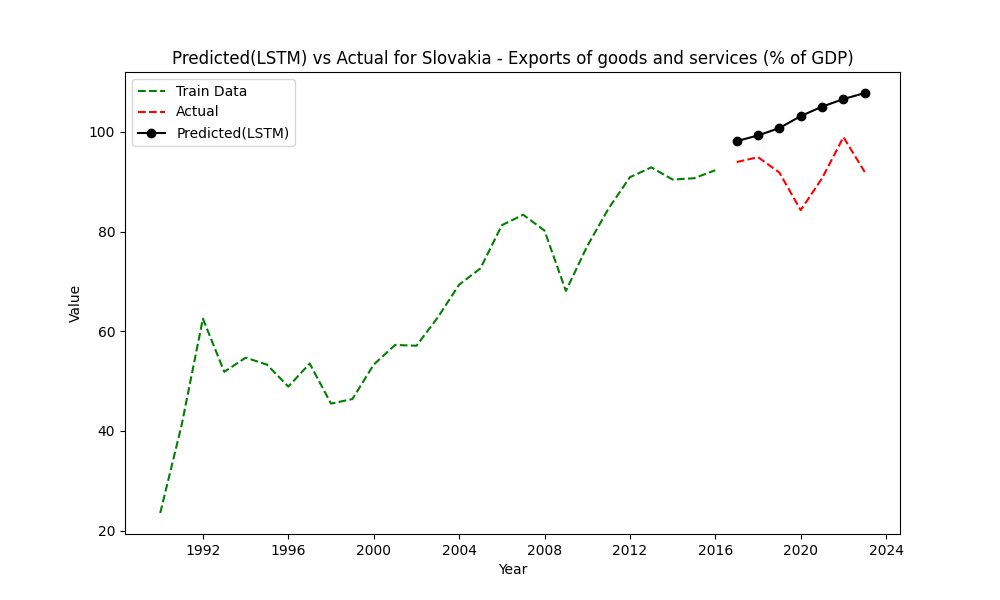 Predicted(LSTM) vs Actual for Slovakia - Exports of goods and services (% of GDP)
Train Data
Actual
Predicted(LSTM)
100
80
60
40
20
Value
1992 1996 2000 2004 2008 2012 2016 2020 2024
Year